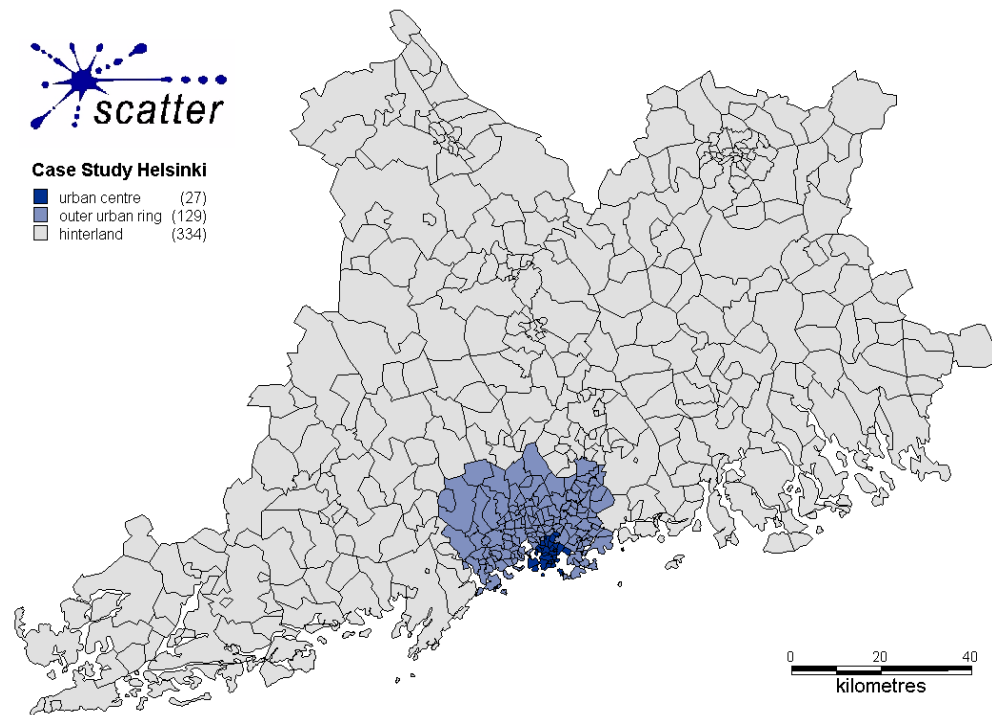 scatter
Case Study Helsinki
urban centre (27)
outer urban ring (129)
hinterland (334)
0 20 40
kilometres